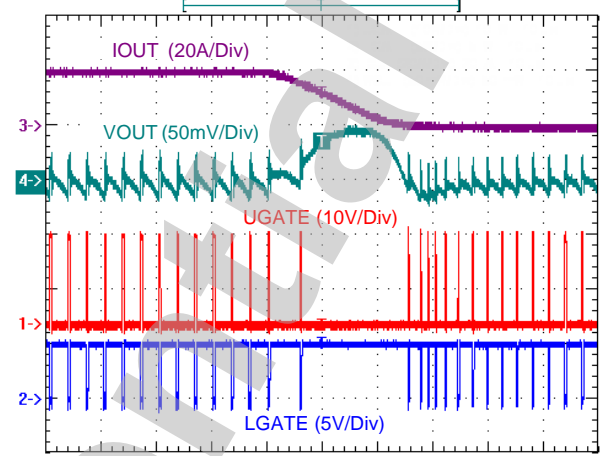 IOUT (20A/Div)
3->
VOUT (50mV/Div)
4->
UGATE (10V/Div)
1->
2->
LGATE (5V/Div)